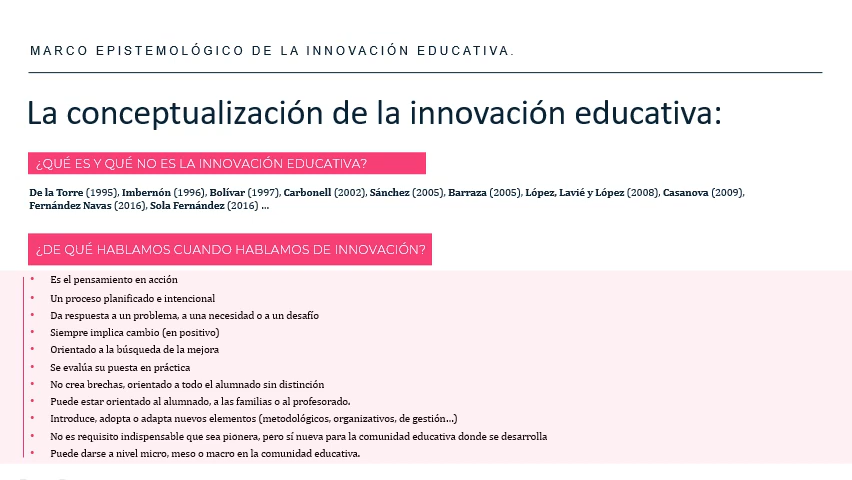 MARCO EPISTEMOLÓGICO DE LA INNOVACIÓN EDUCATIVA.
La conceptualización de la innovación educativa:
¿QUÉ ES Y QUÉ NO ES LA INNOVACIÓN EDUCATIVA?
De la Torre (1995), Imbernón (1996), Bolívar (1997), Carbonell (2002), Sánchez (2005), Barraza (2005), López, Lavié y López (2008), Casanova (2009),
Fernández Navas (2016), Sola Fernández (2016) ...
¿DE QUÉ HABLAMOS CUANDO HABLAMOS DE INNOVACIÓN?
• Es el pensamiento en acción
• Un proceso planificado e intencional
• Da respuesta a un problema, a una necesidad o a un desafío
• Siempre implica cambio (en positivo)
• Orientado a la búsqueda de la mejora
• Se evalúa su puesta en práctica
• No crea brechas, orientado a todo el alumnado sin distinción
• Puede estar orientado al alumnado, a las familias o al profesorado.
• Introduce, adopta o adapta nuevos elementos (metodológicos, organizativos, de gestión...)
• No es requisito indispensable que sea pionera, pero sí nueva para la comunidad educativa donde se desarrolla
• Puede darse a nivel micro, meso o macro en la comunidad educativa.